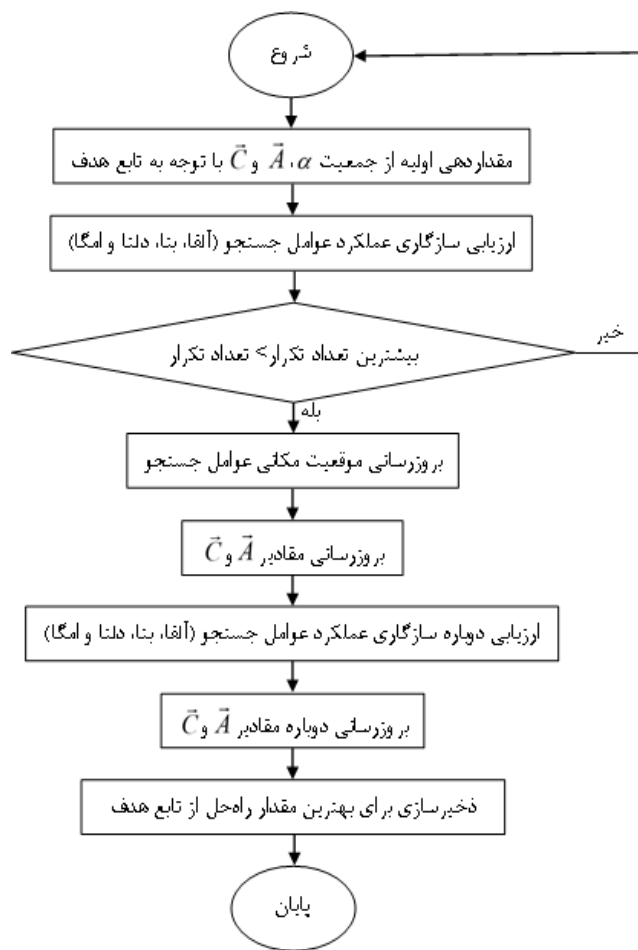 شروع
مقداردهی اولیه از جمعیت α، A⃗ و C⃗ با توجه به تابع هدف
ارزیابی سازگاری عملکرد عوامل جستجو (آلفا، بتا، دلتا و امگا)
بیشترین تعداد تکرار> تعداد تکرار
خیر
بله
بروزرسانی موقعیت مکانی عوامل جستجو
بروزرسانی مقادیر A⃗ و C⃗
ارزیابی دوباره سازگاری عملکرد عوامل جستجو (آلفا، بتا، دلتا و امگا)
بروزرسانی دوباره مقادیر A⃗ و C⃗
ذخیرسازی برای بهترین مقدار راه‌حل از تابع هدف
پایان